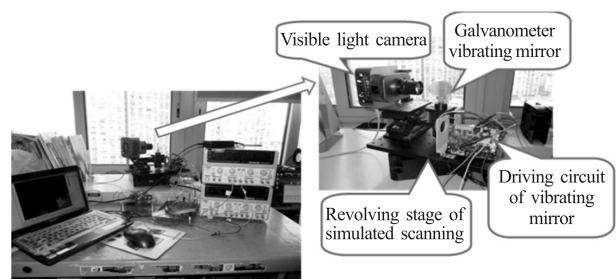 Visible light camera
Galvanometer
vibrating mirror
Revolving stage of
simulated scanning
Driving circuit
of vibrating
mirror